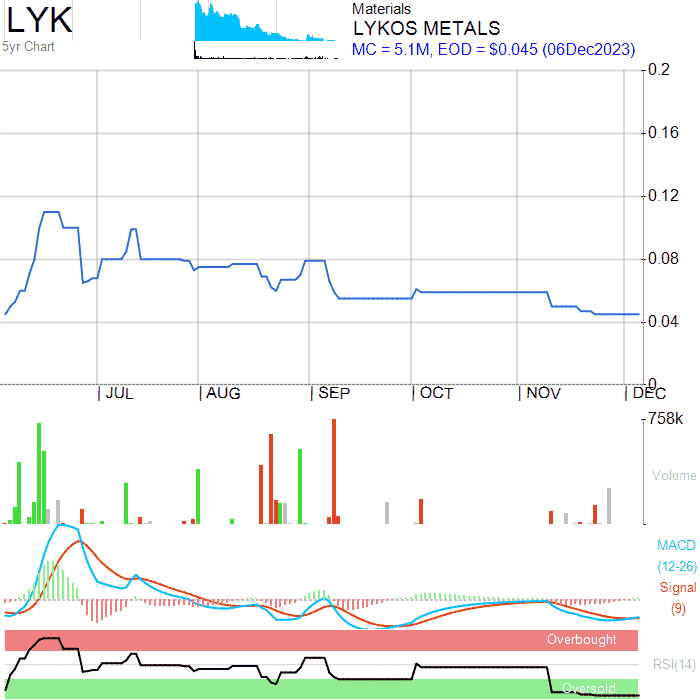 LYK
5yr Chart
Materials
LYKOS METALS
MC = 5.1M, EOD = $0.045 (06Dec2023)
0.2
0.16
0.12
0.08
0.04
0
JUL AUG SEP OCT NOV DEC
758k
Volume
MACD
(12-26)
Signal
(9)
Overbought
RSI(14)
Oversold